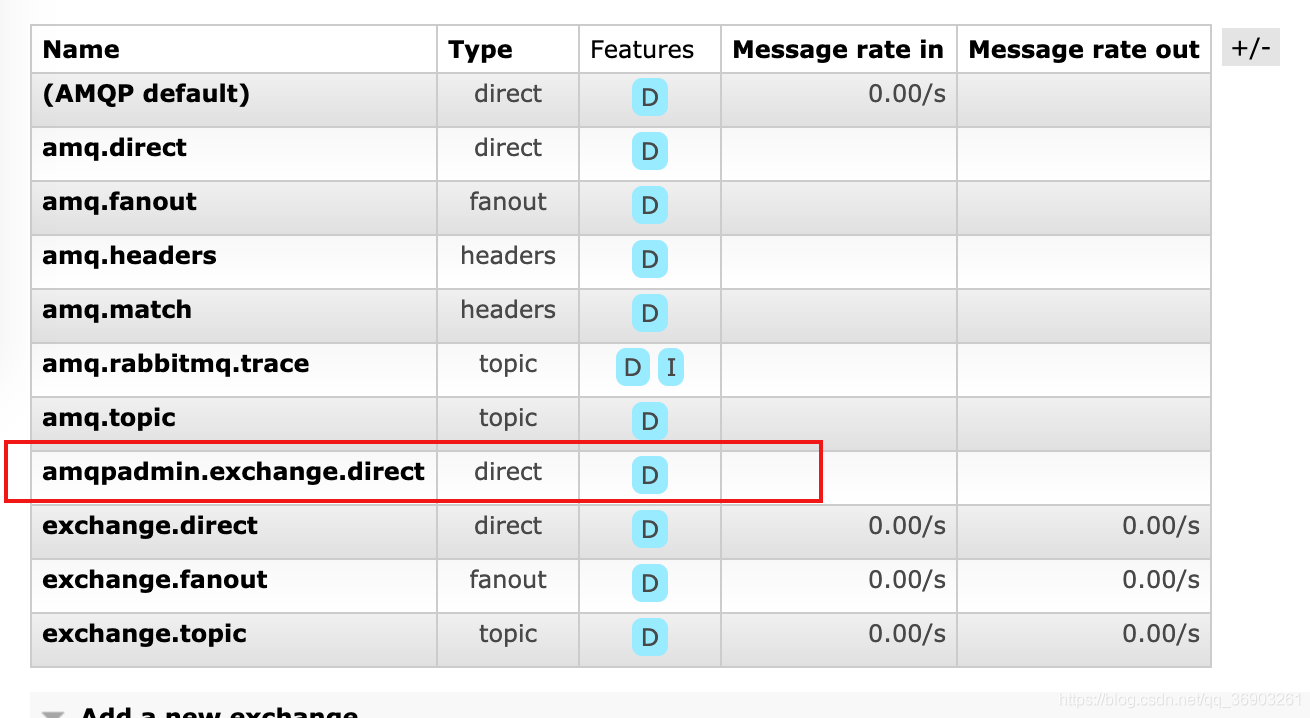 Name Type Features Message rate in Message rate out +/-
(AMQP default) direct D 0.00/s
amq.direct direct D
amq.fanout fanout D
amq.headers headers D
amq.match headers D
amq.rabbitmq.trace topic D I
amq.topic topic D
amqpadmin.exchange.direct direct D
exchange.direct direct D 0.00/s 0.00/s
exchange.fanout fanout D 0.00/s 0.00/s
exchange.topic topic D 0.00/s 0.00/s
Add a new exchange
https://blog.csdn.net/qq_36903261